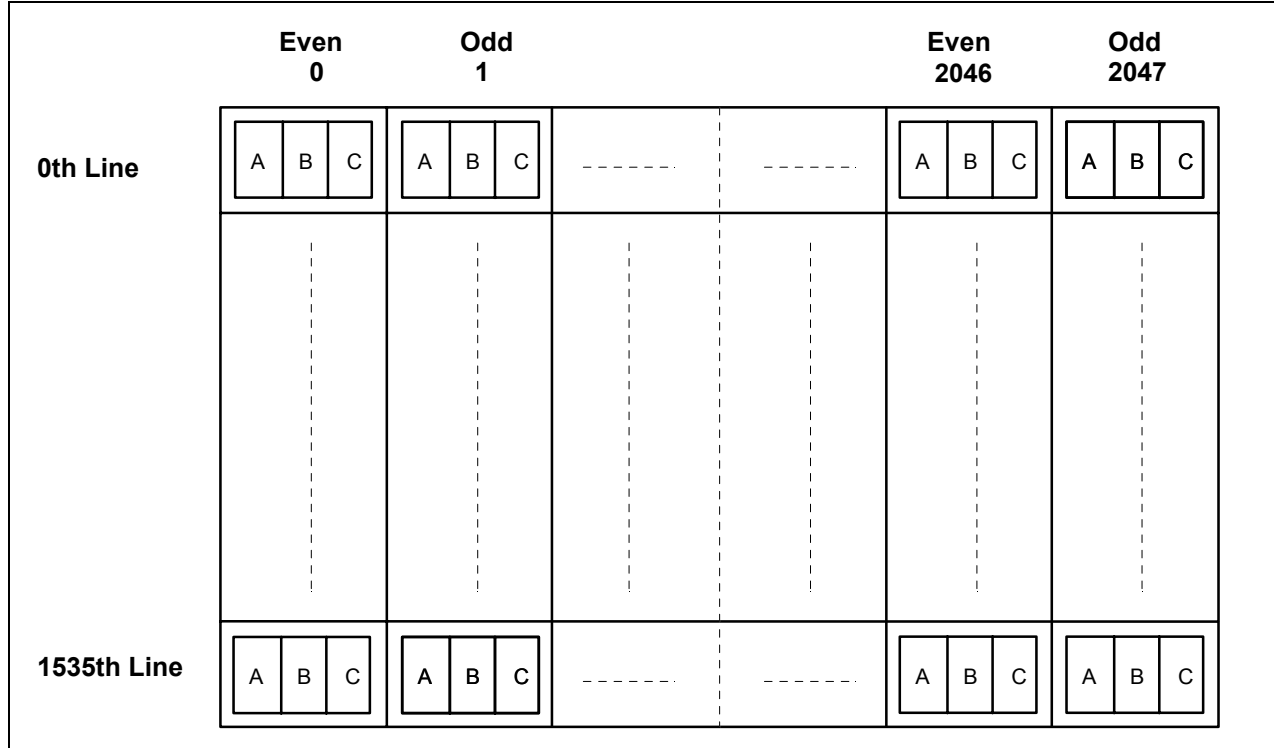 Even Odd Even Odd
0 1 2046 2047
0th Line A B C A B C A B C A B C
1535th Line A B C A B C A B C A B C